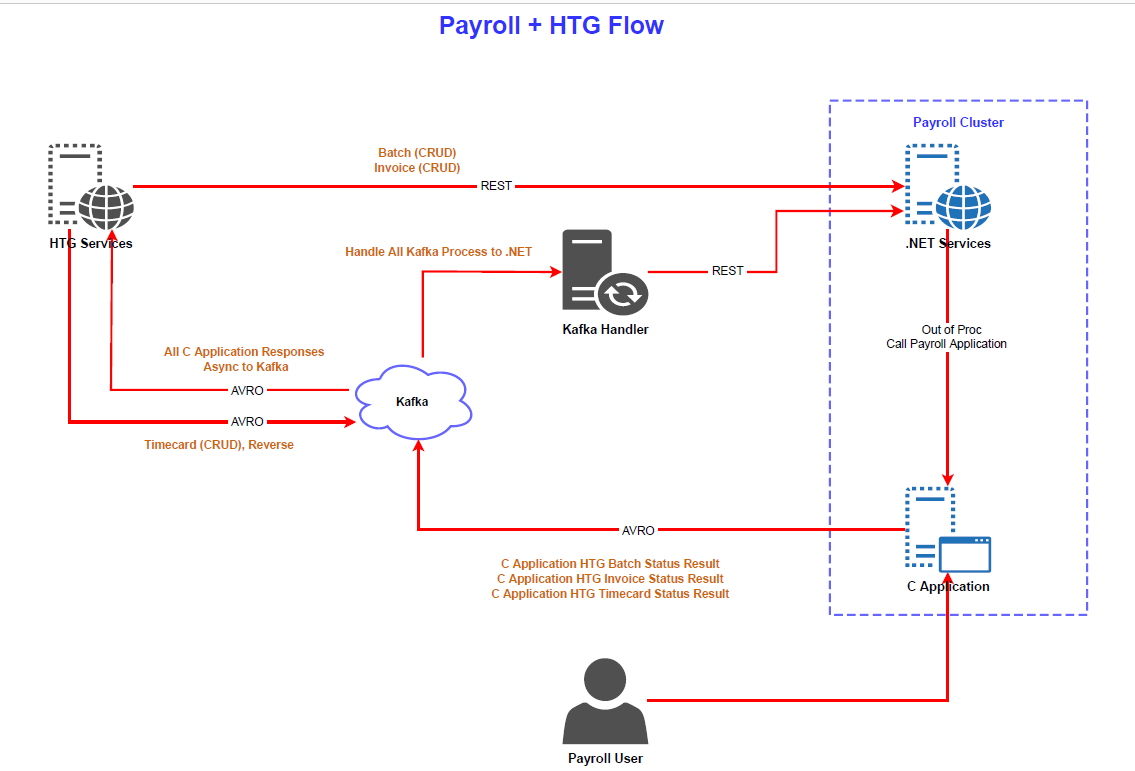 Payroll + HTG Flow
Payroll Cluster
Batch (CRUD)
Invoice (CRUD)
REST
HTG Services
.NET Services
Handle All Kafka Process to .NET
REST
Kafka Handler
Out of Proc
Call Payroll Application
All C Application Responses
Async to Kafka
AVRO
Kafka
AVRO
Timecard (CRUD), Reverse
AVRO
C Application HTG Batch Status Result
C Application HTG Invoice Status Result
C Application HTG Timecard Status Result
C Application
Payroll User